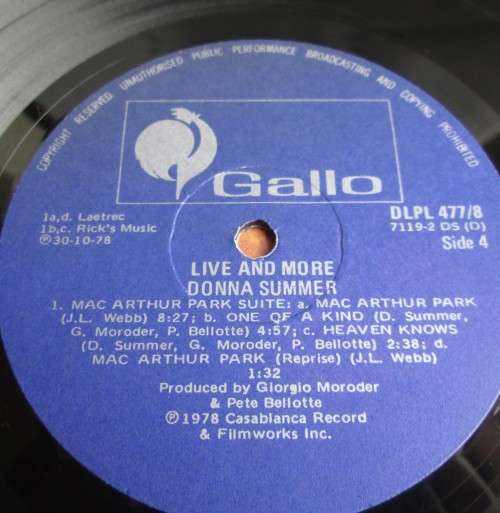 COPYRIGHT RESERVED UNAUTHORISED PUBLIC PERFORMANCE BROADCASTING AND COPYING PROHIBITED
Gallo
1a,d. Laetrec
1b,c. Rick's Music
Ⓟ30-10-78
DLPL 477/8
7119-2 DS (D)
Side 4
LIVE AND MORE
DONNA SUMMER
1. MAC ARTHUR PARK SUITE: a. MAC ARTHUR PARK
(J.L. Webb) 8:27; b. ONE OF A KIND (D. Summer,
G. Moroder, P. Bellotte) 4:57; c. HEAVEN KNOWS
(D. Summer, G. Moroder, P. Bellotte) 2:38; d.
MAC ARTHUR PARK (Reprise) (J.L. Webb)
1:32
Produced by Giorgio Moroder
& Pete Bellotte
Ⓟ1978 Casablanca Record
& Filmworks Inc.